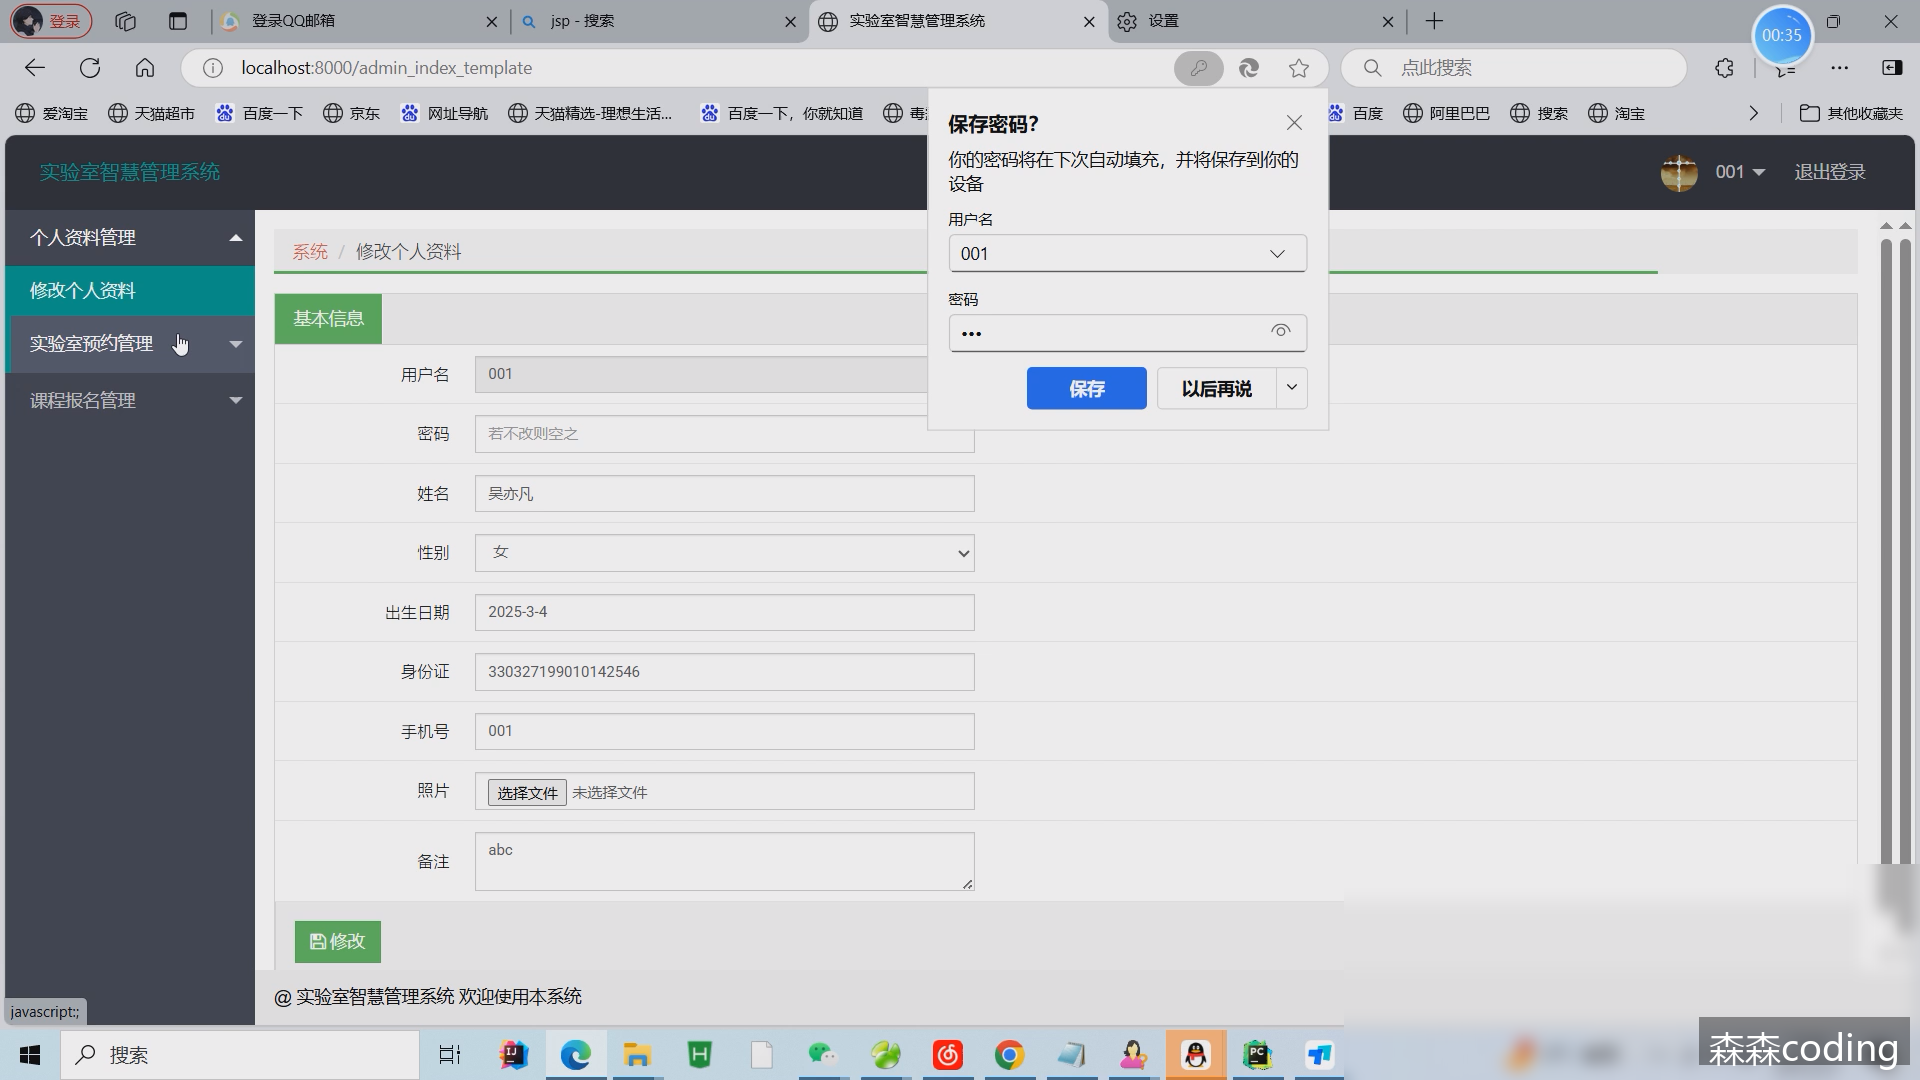 登录
登录QQ邮箱
jsp - 搜索
实验室智慧管理系统
设置
00:35
localhost:8000/admin_index_template
点此搜索
爱淘宝
天猫超市
百度一下
京东
网址导航
天猫精选-理想生活...
百度一下，你就知道
百度
阿里巴巴
搜索
淘宝
其他收藏夹
保存密码？
你的密码将在下次自动填充，并将保存到你的
设备
用户名
001
密码
•••
保存
以后再说
实验室智慧管理系统
001
退出登录
个人资料管理
修改个人资料
实验室预约管理
课程报名管理
系统 / 修改个人资料
基本信息
用户名
001
密码
若不改则空之
姓名
吴亦凡
性别
女
出生日期
2025-3-4
身份证
330327199010142546
手机号
001
照片
选择文件 未选择文件
备注
abc
修改
@ 实验室智慧管理系统 欢迎使用本系统
javascript:;
搜索
森森coding